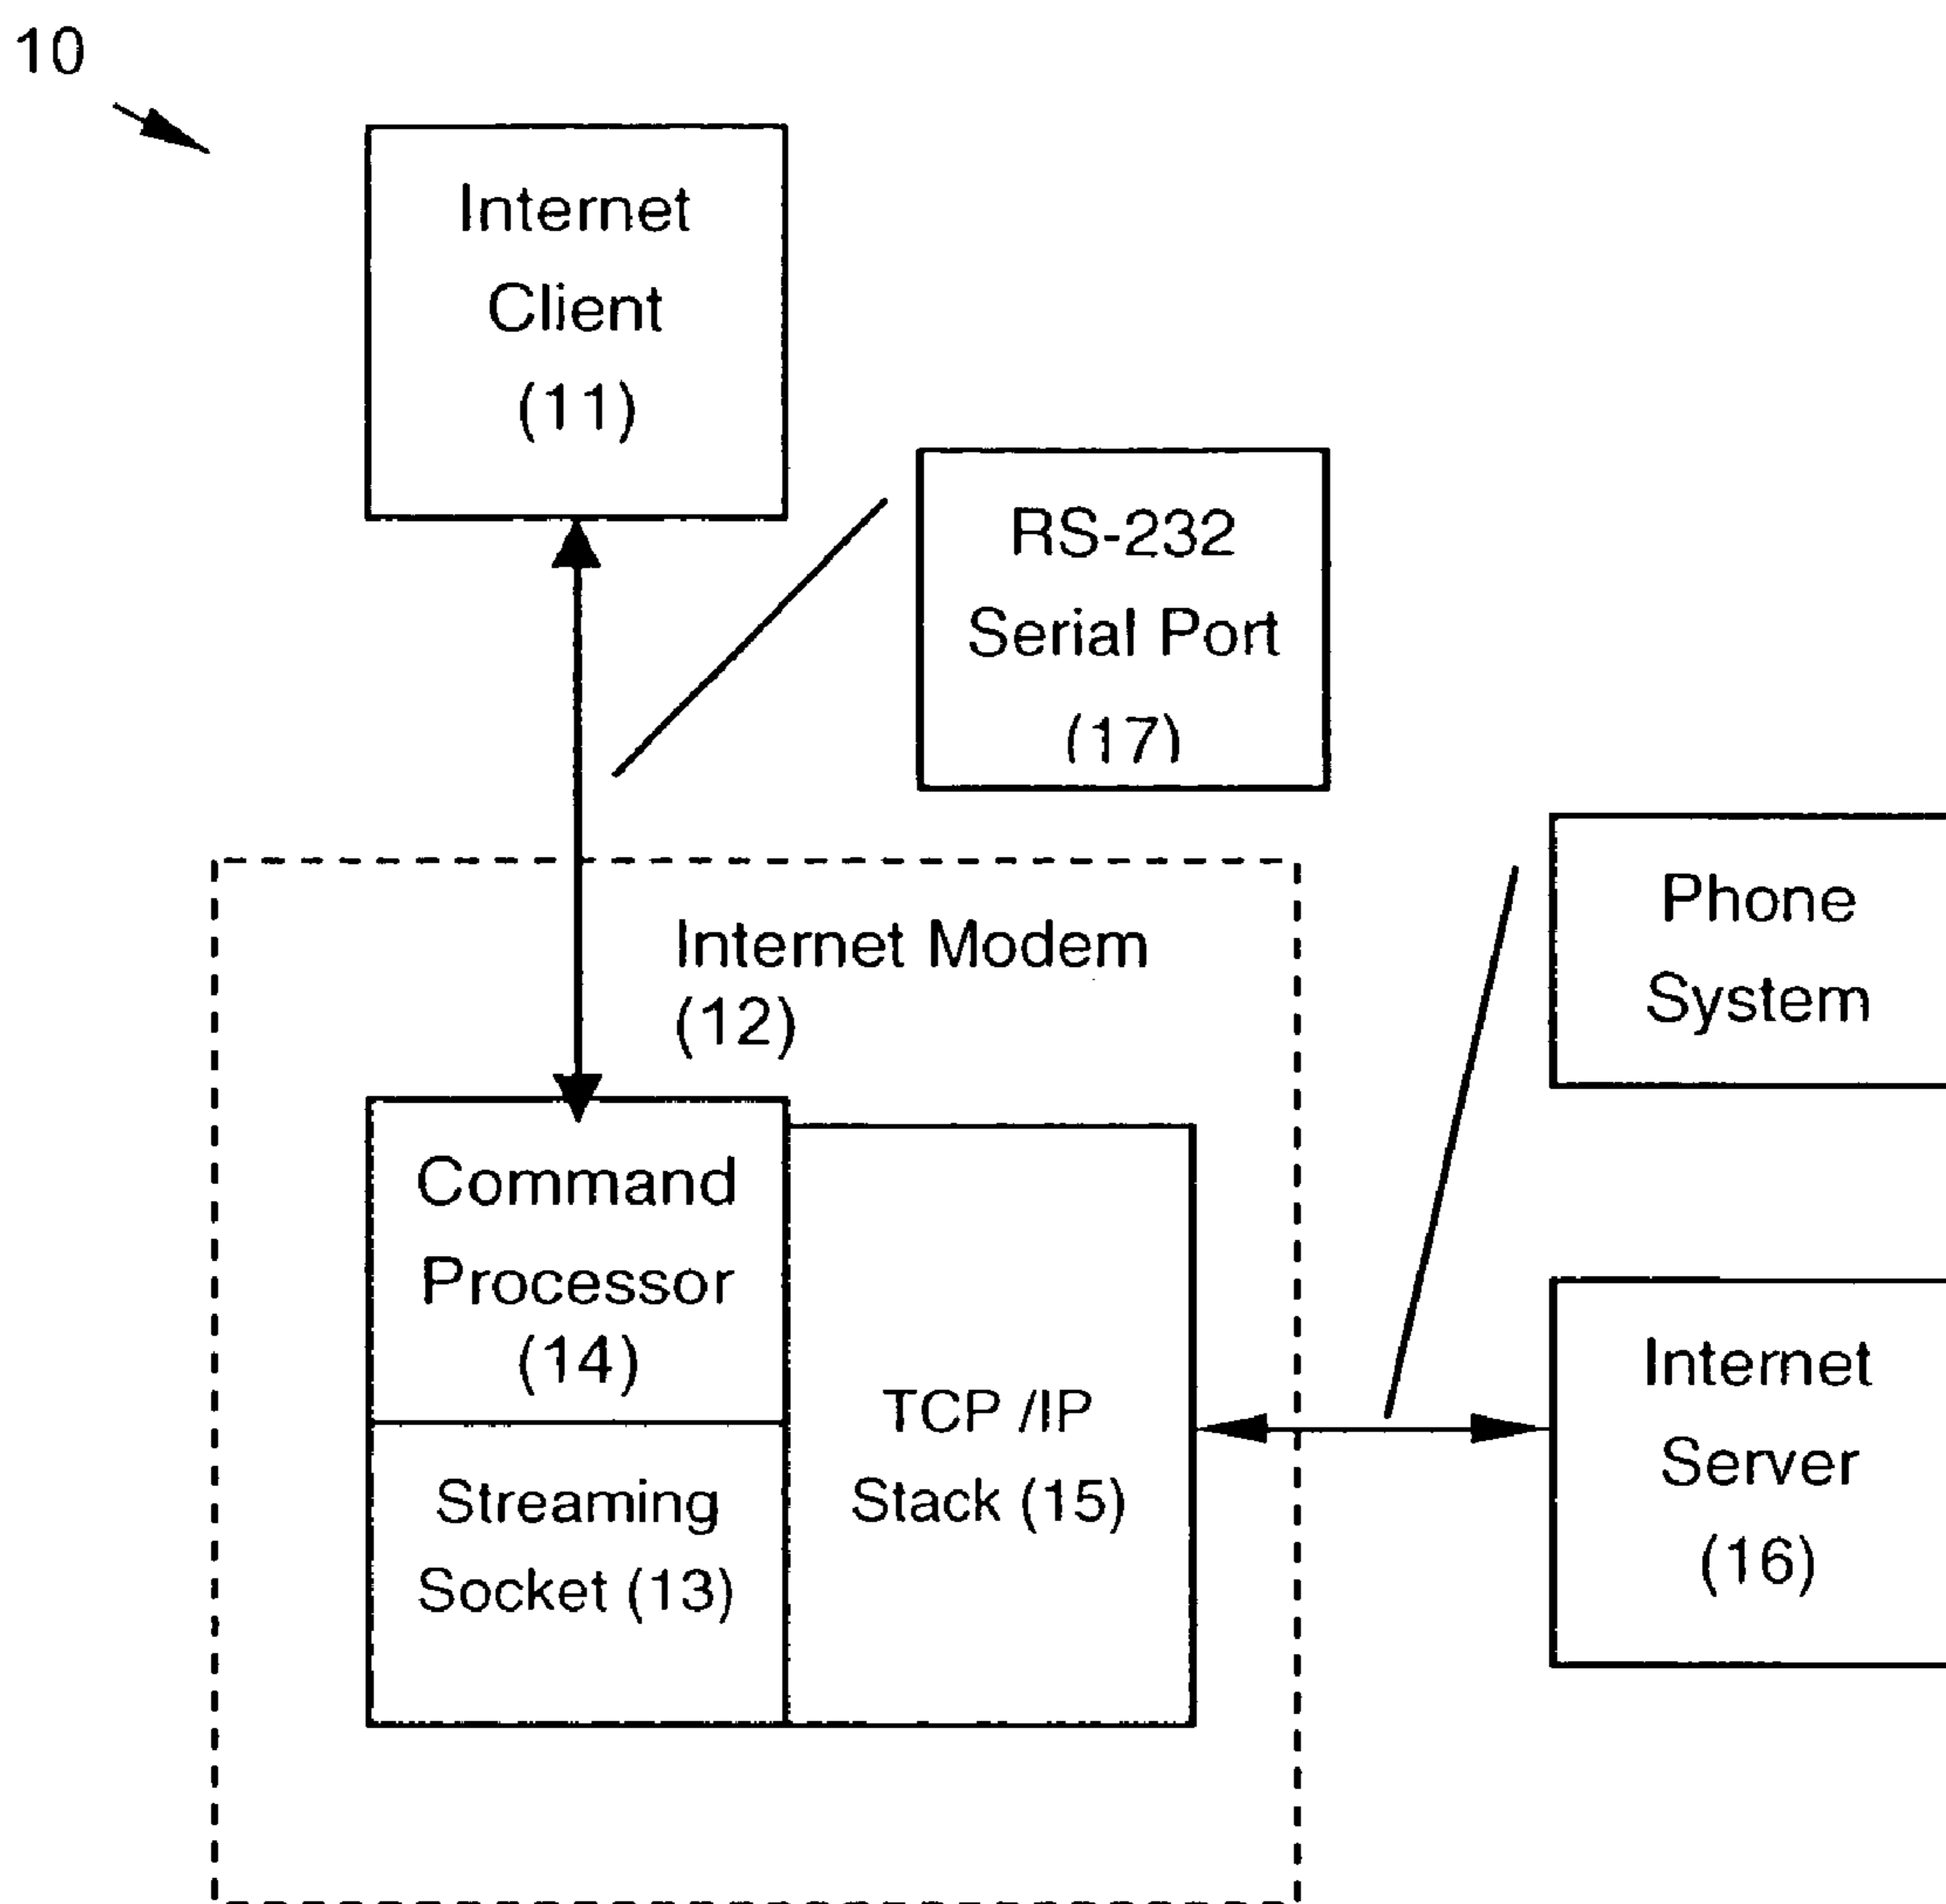 10
Internet
Client
(11)
RS-232
Serial Port
(17)
Internet Modem
(12)
Phone
System
Command
Processor
(14)
Streaming
Socket (13)
TCP /IP
Stack (15)
Internet
Server
(16)